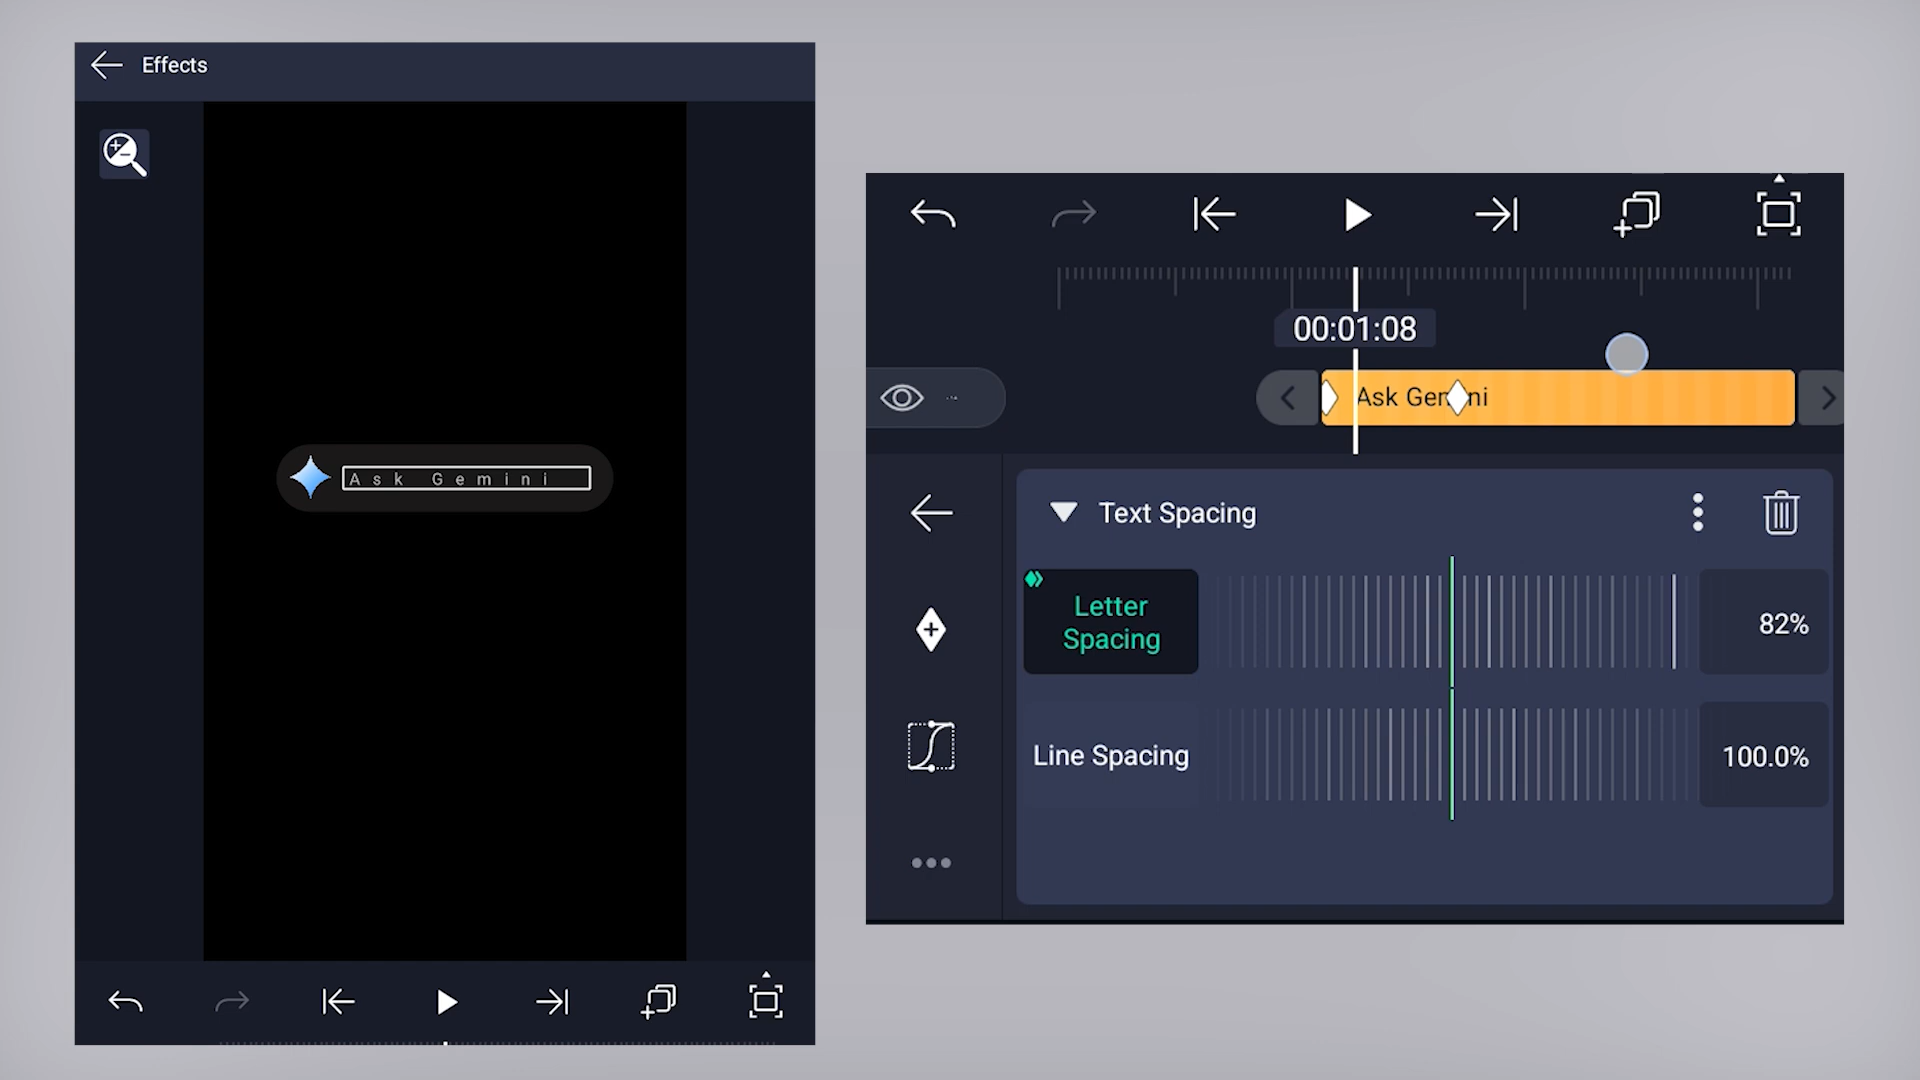 Effects
Ask Gemini
00:01:08
Ask Gemini
Text Spacing
Letter
Spacing
82%
Line Spacing
100.0%